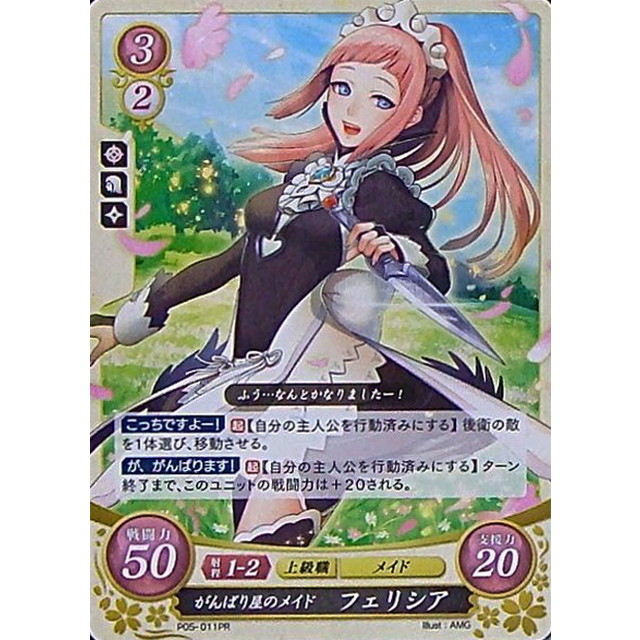 3
2
ふう…なんとかなりましたー!
こっちですよー! 起【自分の主人公を行動済みにする】後衛の敵
を1体選び、移動させる。
が、がんばります! 起【自分の主人公を行動済みにする】ターン
終了まで、このユニットの戦闘力は+20される。
戦闘力
50
射程 1-2
上級職
メイド
支援力
20
がんばり屋のメイド フェリシア
P05-011PR
Illust:AMG